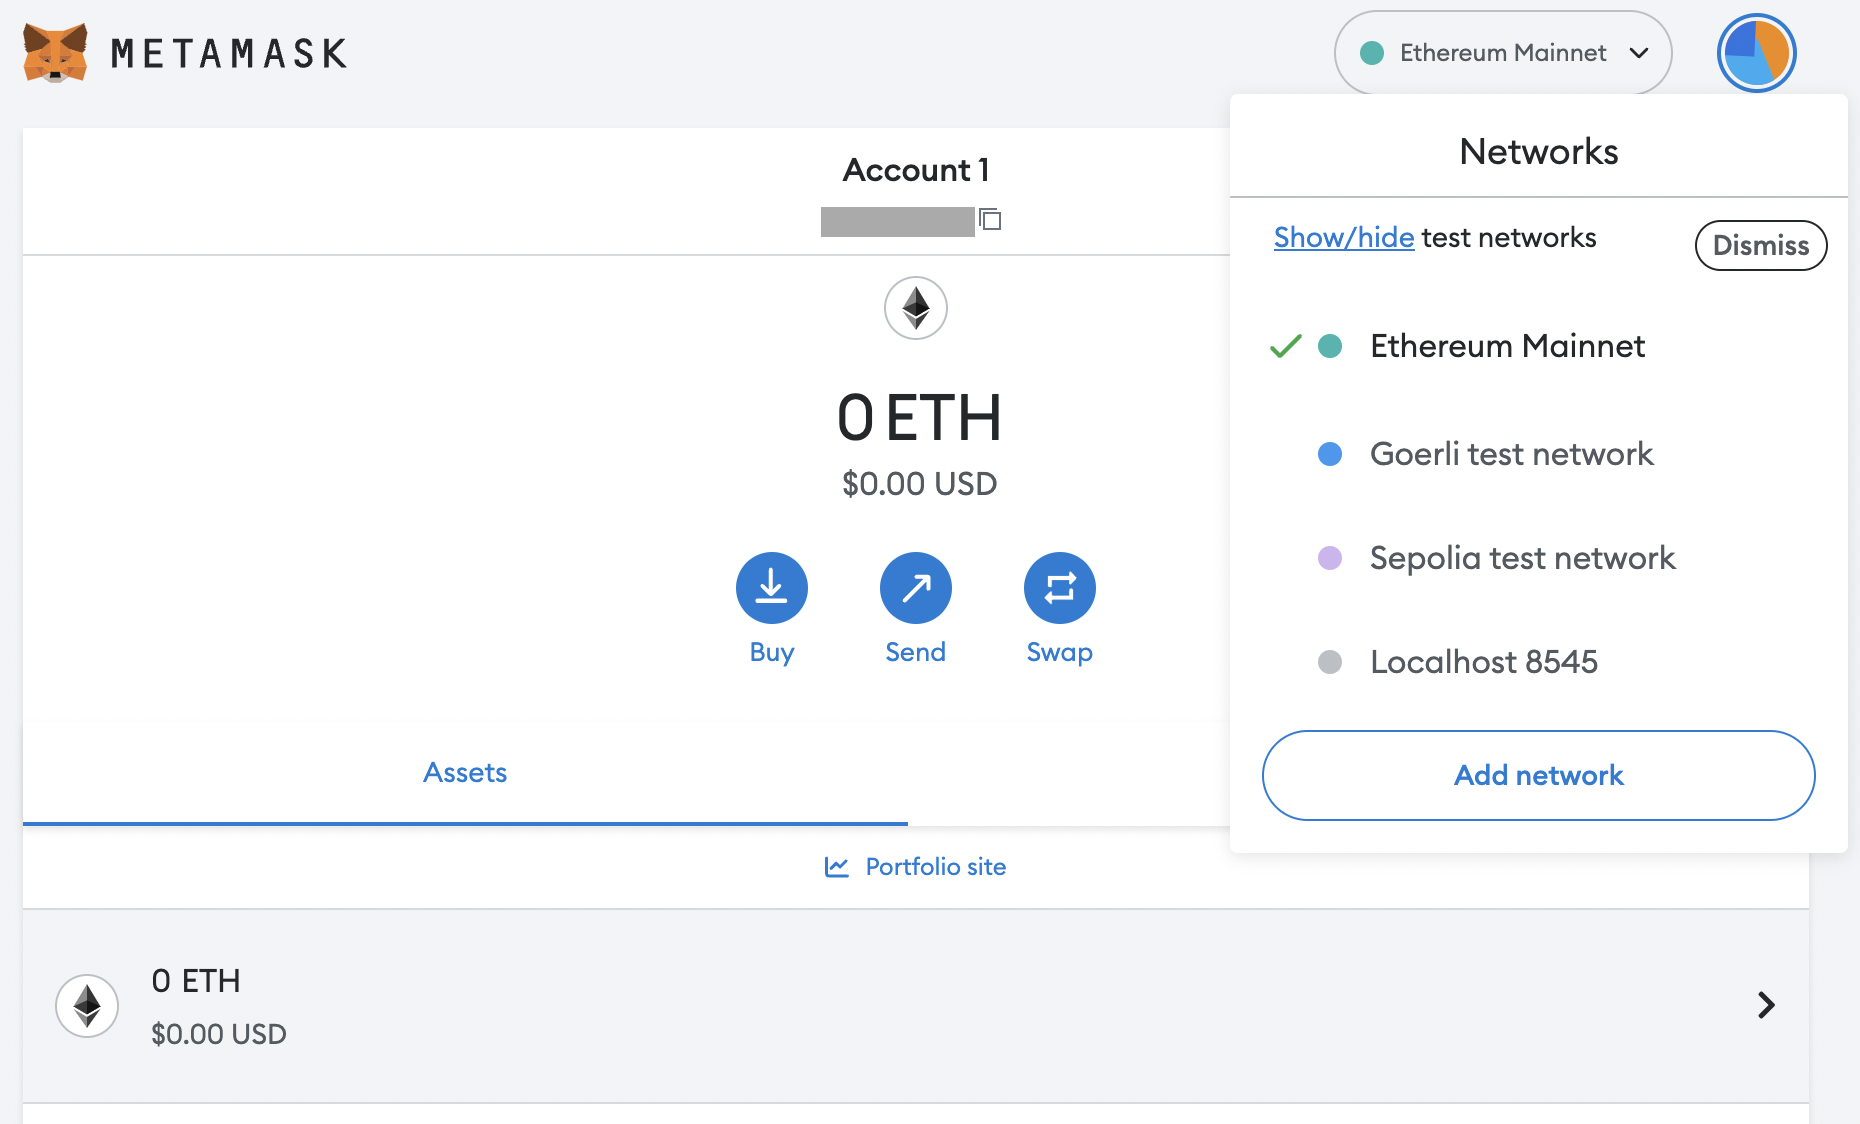 METAMASK
Ethereum Mainnet
Account 1
0 ETH
$0.00 USD
Buy
Send
Swap
Assets
Portfolio site
0 ETH
$0.00 USD
Networks
Show/hide test networks
Dismiss
Ethereum Mainnet
Goerli test network
Sepolia test network
Localhost 8545
Add network